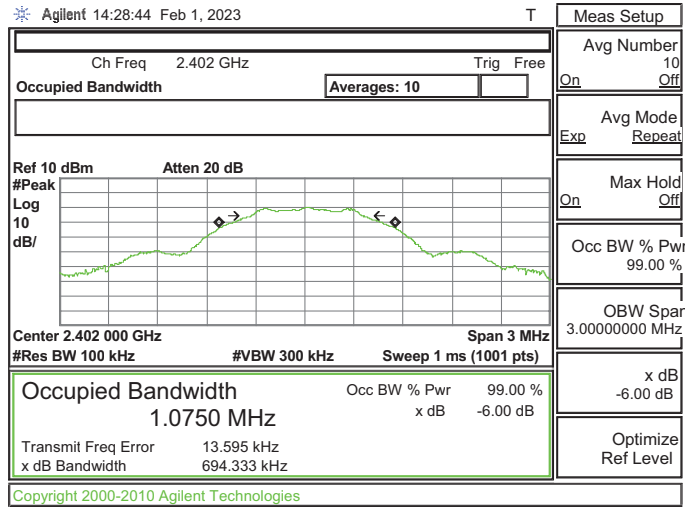 Agilent 14:28:44 Feb 1, 2023 T
Ch Freq 2.402 GHz Trig Free
Occupied Bandwidth Averages: 10
Ref 10 dBm Atten 20 dB
#Peak
Log
10
dB/
Center 2.402 000 GHz Span 3 MHz
#Res BW 100 kHz #VBW 300 kHz Sweep 1 ms (1001 pts)
Occupied Bandwidth Occ BW % Pwr 99.00 %
1.0750 MHz x dB -6.00 dB
Transmit Freq Error 13.595 kHz
x dB Bandwidth 694.333 kHz
Copyright 2000-2010 Agilent Technologies
Meas Setup
Avg Number
10
On Off
Avg Mode
Exp Repeat
Max Hold
On Off
Occ BW % Pwr
99.00 %
OBW Span
3.00000000 MHz
x dB
-6.00 dB
Optimize
Ref Level